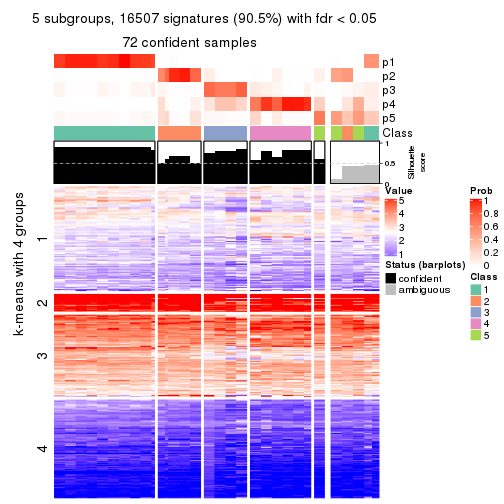 5 subgroups, 16507 signatures (90.5%) with fdr < 0.05
72 confident samples
p1
p2
p3
p4
p5
Class
1
0.5
0
Silhouette
score
k-means with 4 groups
1
2
3
4
Value
5
4
3
2
1
Status (barplots)
confident
ambiguous
Prob
1
0.8
0.6
0.4
0.2
0
Class
1
2
3
4
5